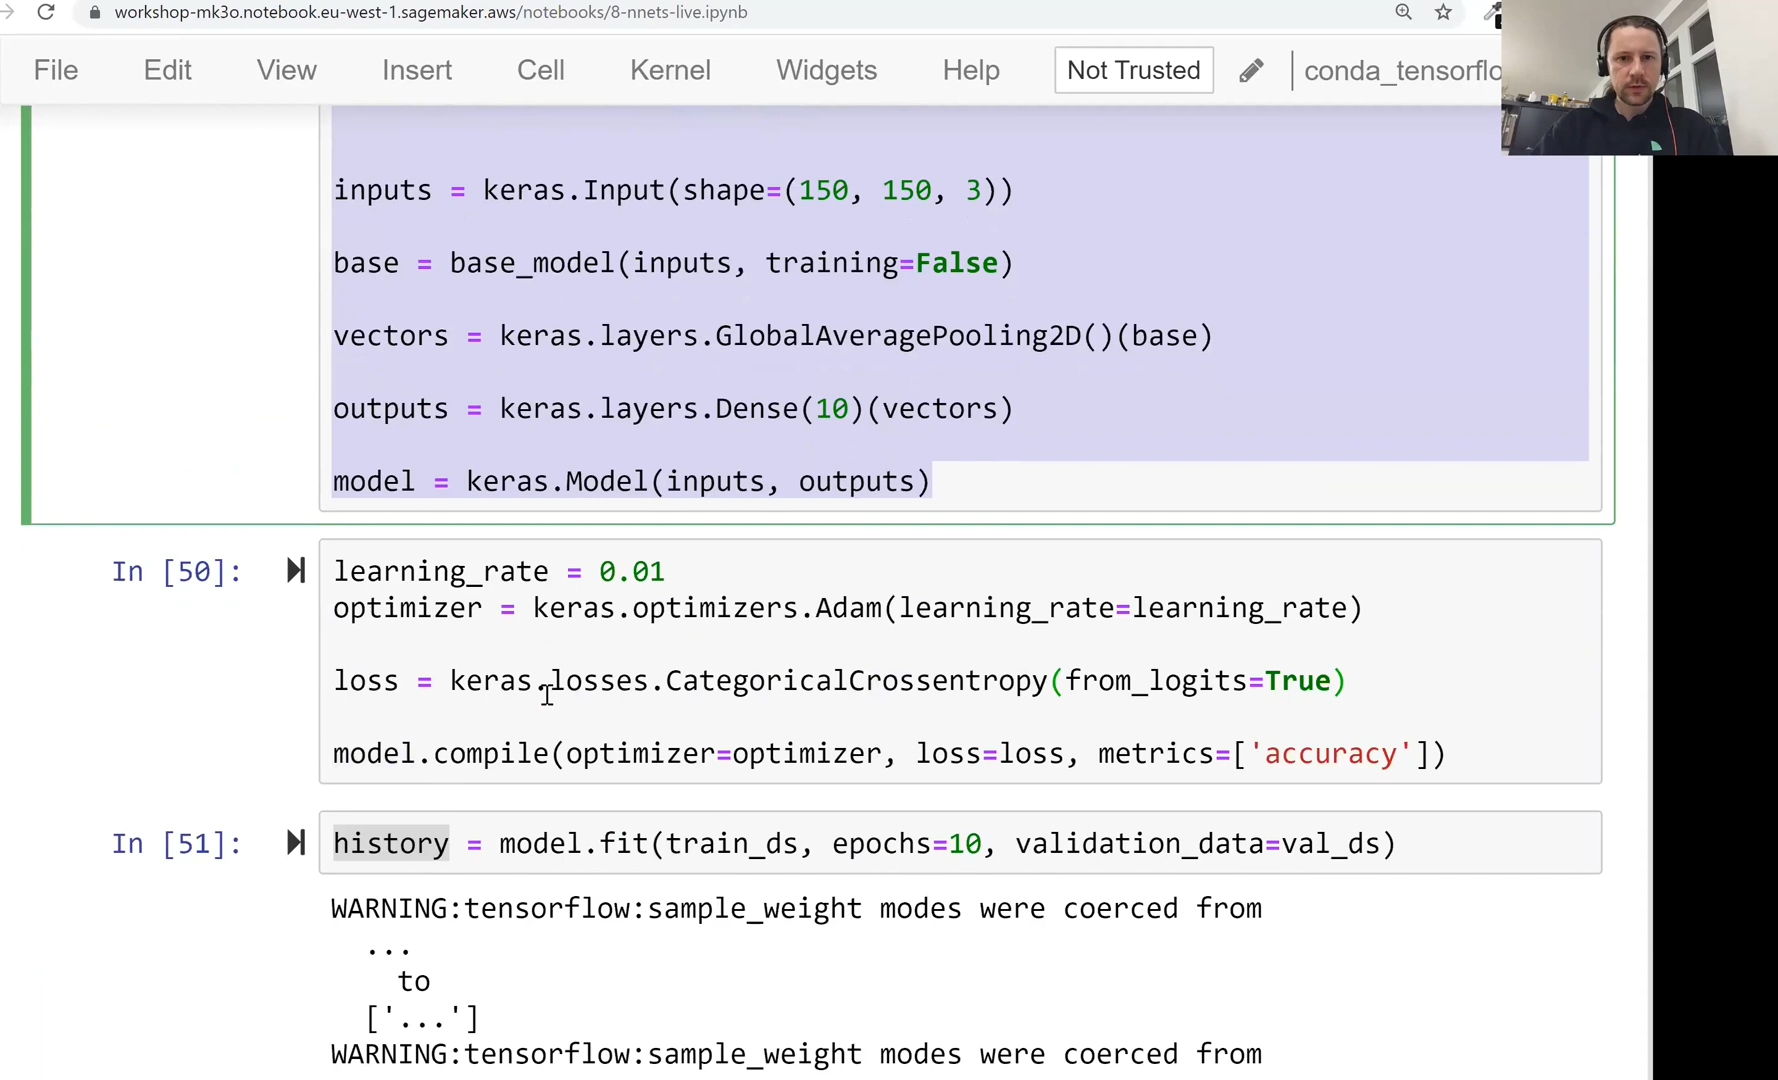 workshop-mk3o.notebook.eu-west-1.sagemaker.aws/notebooks/8-nnets-live.ipynb
File Edit View Insert Cell Kernel Widgets Help Not Trusted conda_tensorflo
inputs = keras.Input(shape=(150, 150, 3))
base = base_model(inputs, training=False)
vectors = keras.layers.GlobalAveragePooling2D()(base)
outputs = keras.layers.Dense(10)(vectors)
model = keras.Model(inputs, outputs)
In [50]: learning_rate = 0.01
optimizer = keras.optimizers.Adam(learning_rate=learning_rate)
loss = keras.losses.CategoricalCrossentropy(from_logits=True)
model.compile(optimizer=optimizer, loss=loss, metrics=['accuracy'])
In [51]: history = model.fit(train_ds, epochs=10, validation_data=val_ds)
WARNING:tensorflow:sample_weight modes were coerced from
...
to
['...']
WARNING:tensorflow:sample_weight modes were coerced from